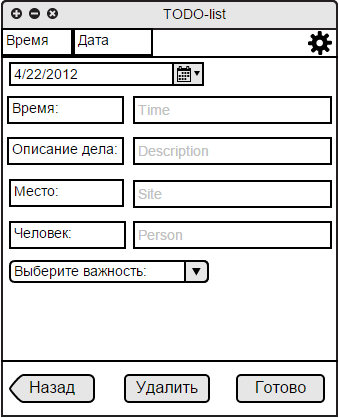 TODO-list
Время Дата
4/22/2012
Время: Time
Описание дела: Description
Место: Site
Человек: Person
Выберите важность:
Назад Удалить Готово